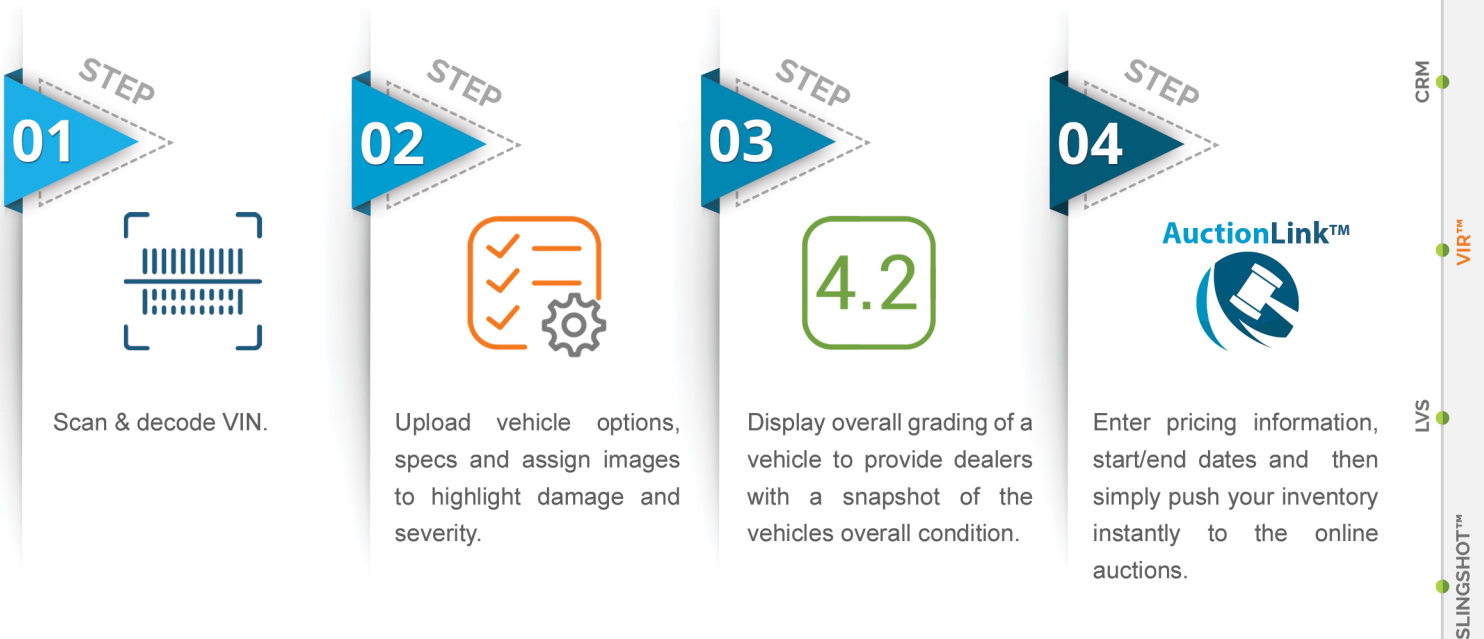 STEP
01
Scan & decode VIN.
STEP
02
Upload vehicle options,
specs and assign images
to highlight damage and
severity.
STEP
03
4.2
Display overall grading of a
vehicle to provide dealers
with a snapshot of the
vehicles overall condition.
STEP
04
AuctionLink™
Enter pricing information,
start/end dates and then
simply push your inventory
instantly to the online
auctions.
CRM
VIR™
LVS
SLINGSHOT™